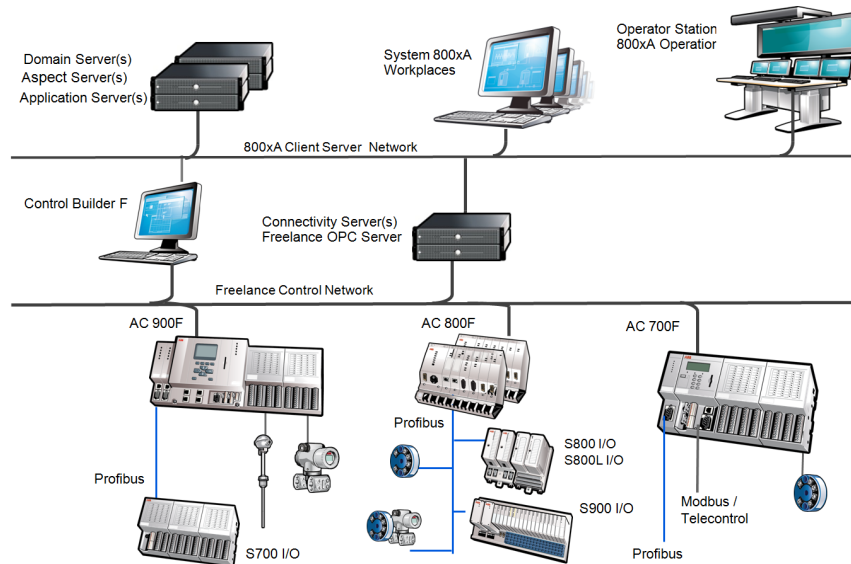 Domain Server(s)
Aspect Server(s)
Application Server(s)
System 800xA
Workplaces
Operator Station
800xA Operatior
800xA Client Server Network
Control Builder F
Connectivity Server(s)
Freelance OPC Server
Freelance Control Network
AC 900F
AC 800F
AC 700F
Profibus
S700 I/O
Profibus
S800 I/O
S800L I/O
S900 I/O
Modbus /
Telecontrol
Profibus